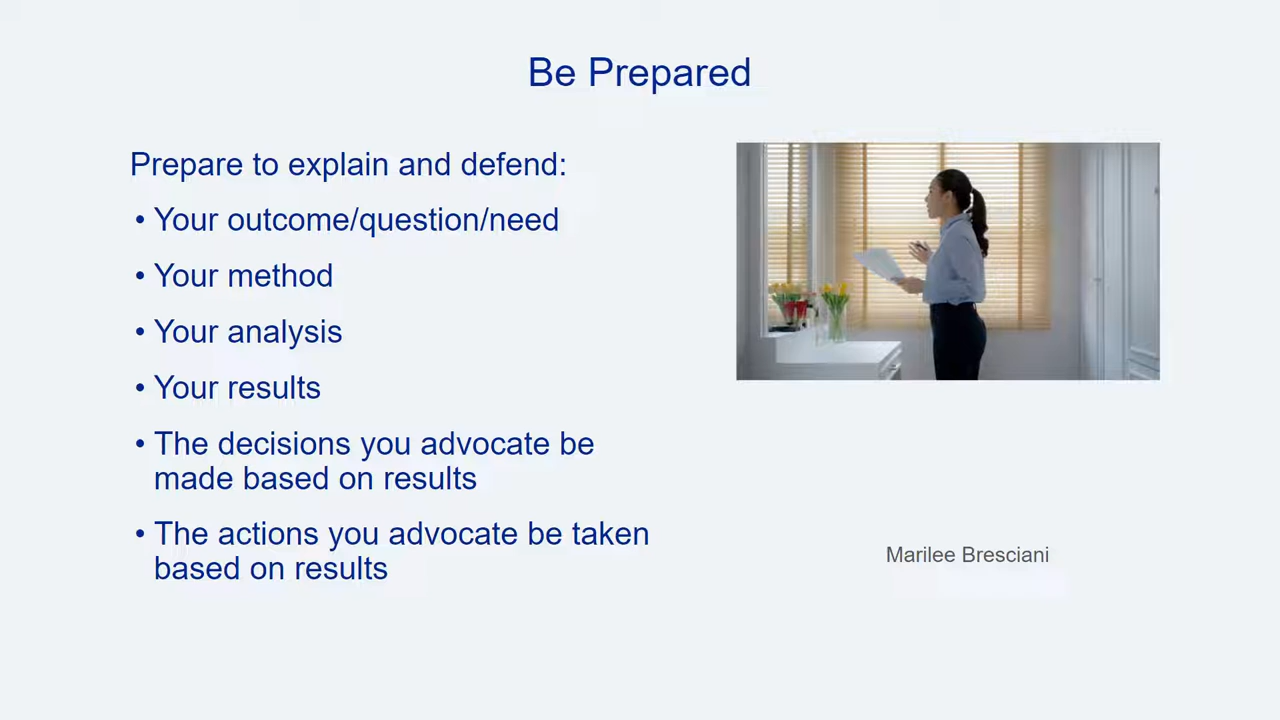 Be Prepared
Prepare to explain and defend:
• Your outcome/question/need
• Your method
• Your analysis
• Your results
• The decisions you advocate be
made based on results
• The actions you advocate be taken
based on results
Marilee Bresciani